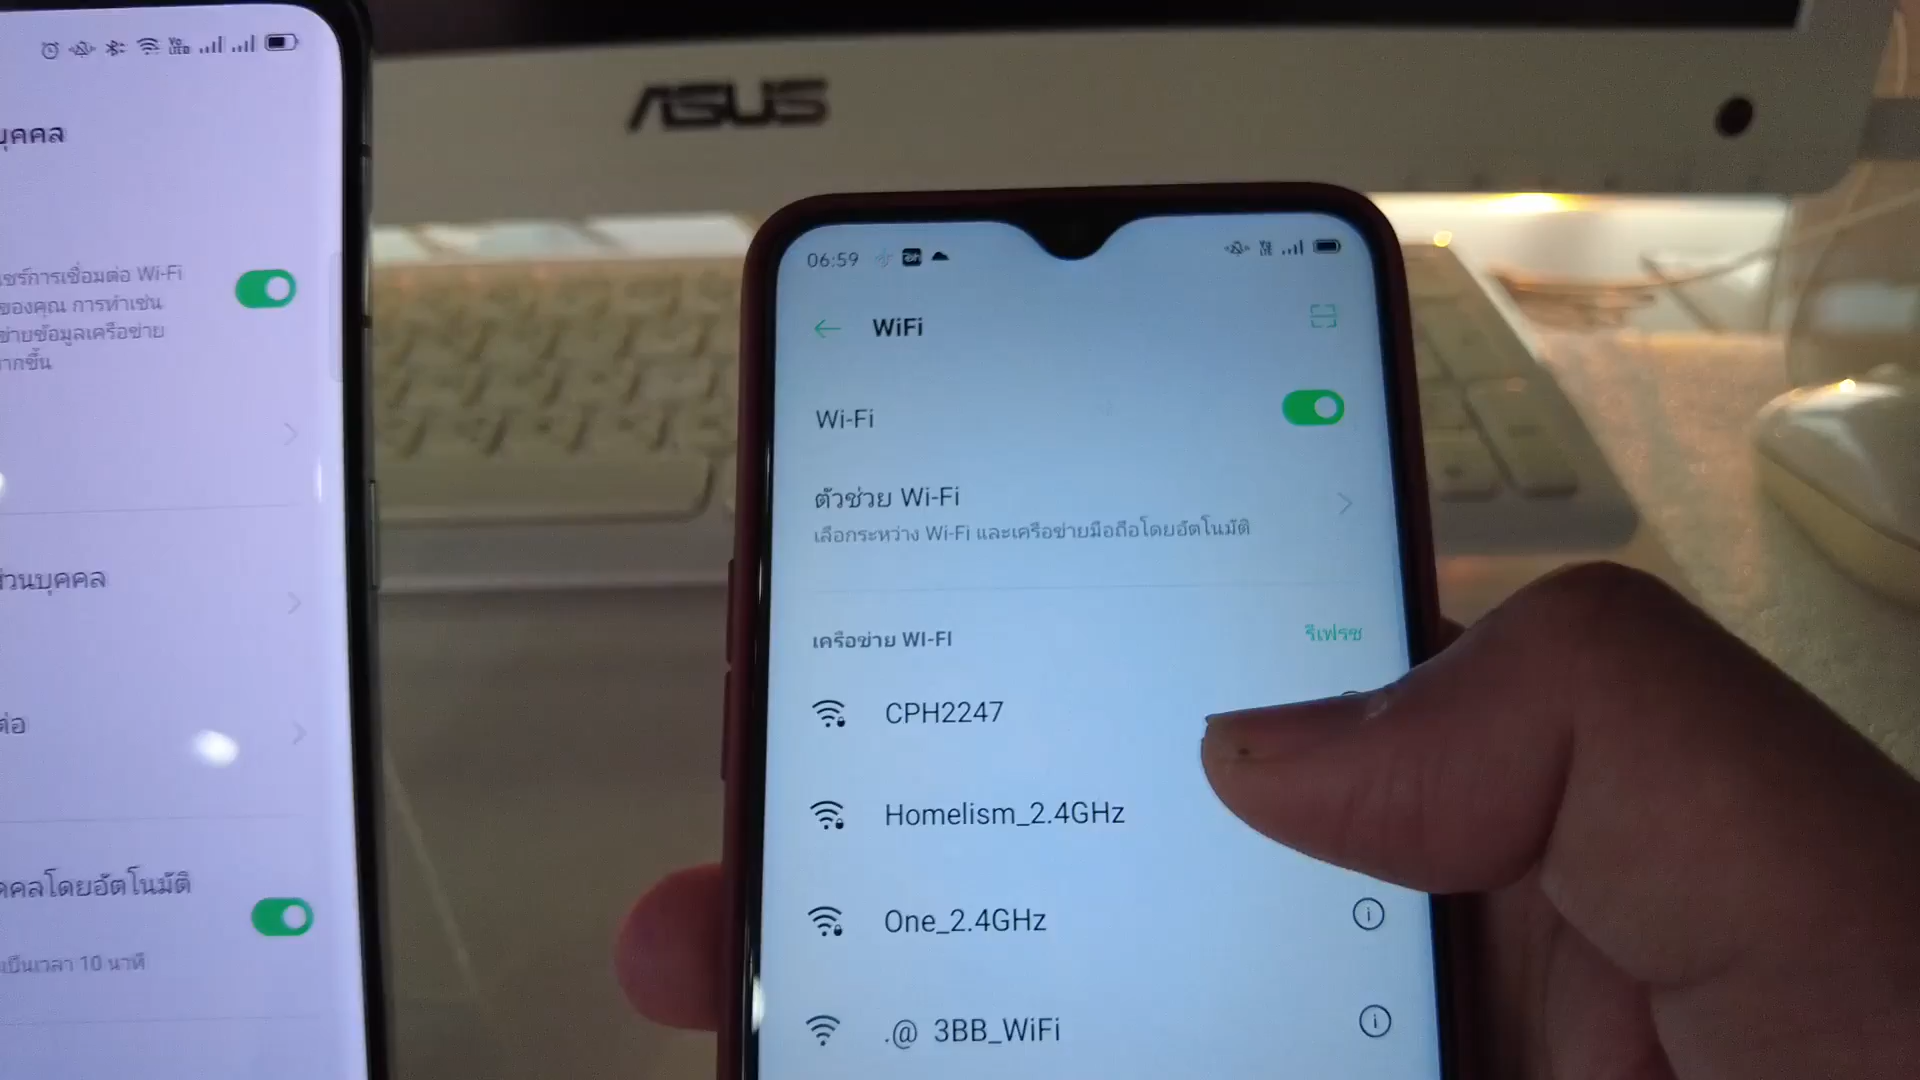 ASUS
บุคคล
แชร์การเชื่อมต่อ Wi-Fi
ของคุณ การทำเช่น
ข่ายข้อมูลเครือข่าย
มากขึ้น
ส่วนบุคคล
ต่อ
คคลโดยอัตโนมัติ
เป็นเวลา 10 นาที
06:59
WiFi
Wi-Fi
ตัวช่วย Wi-Fi
เลือกระหว่าง Wi-Fi และเครือข่ายมือถือโดยอัตโนมัติ
เครือข่าย WI-FI
รีเฟรช
CPH2247
Homelism_2.4GHz
One_2.4GHz
.@ 3BB_WiFi